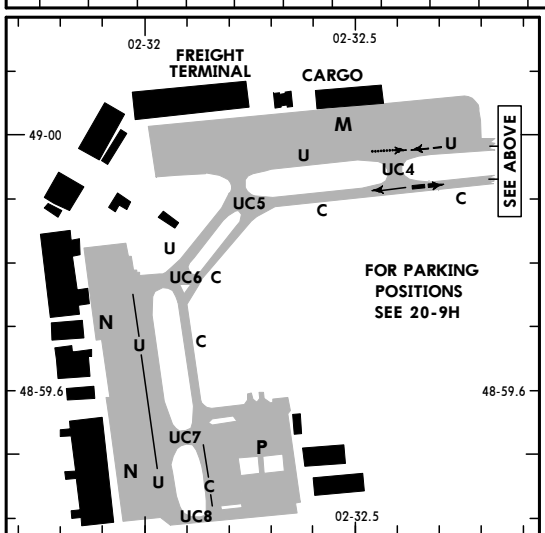 02-32
02-32.5
FREIGHT
TERMINAL
CARGO
M
49-00
U
U
UC4
SEE ABOVE
UC5
C
C
U
UC6
C
FOR PARKING
POSITIONS
SEE 20-9H
N
U
C
48-59.6
48-59.6
UC7
P
N
U
C
UC8
02-32.5